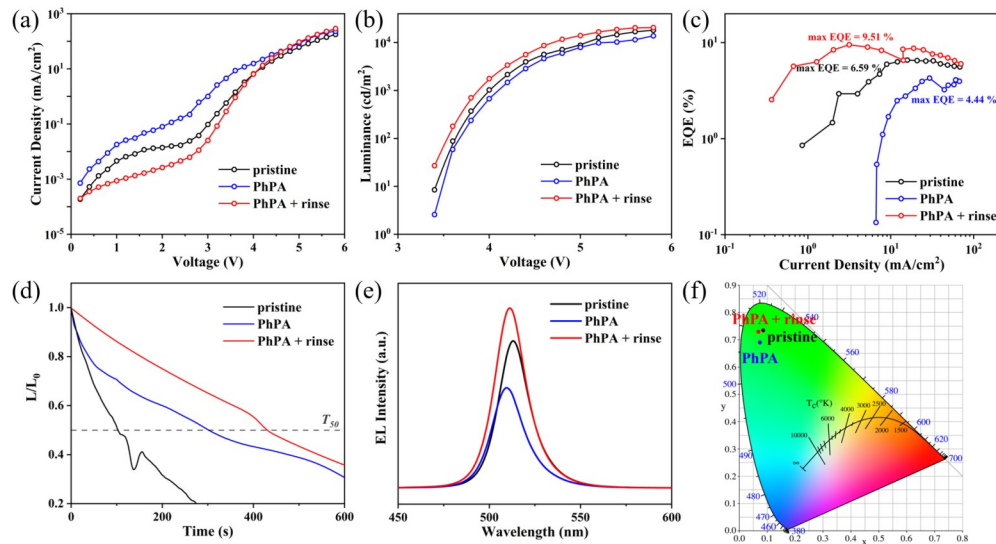 (a)
Current Density (mA/cm²)
10³
10¹
10⁻¹
10⁻³
10⁻⁵
0 1 2 3 4 5 6
Voltage (V)
pristine
PhPA
PhPA + rinse
(b)
Luminance (cd/m²)
10⁴
10³
10²
10¹
10⁰
3 4 5 6
Voltage (V)
pristine
PhPA
PhPA + rinse
(c)
EQE (%)
10¹
10⁰
10⁻¹
max EQE = 9.51 %
max EQE = 6.59 %
max EQE = 4.44 %
pristine
PhPA
PhPA + rinse
10⁻¹ 10⁰ 10¹ 10²
Current Density (mA/cm²)
(d)
L/L₀
1.0
0.8
0.6
0.4
0.2
pristine
PhPA
PhPA + rinse
T₅₀
0 200 400 600
Time (s)
(e)
EL Intensity (a.u.)
pristine
PhPA
PhPA + rinse
450 500 550 600
Wavelength (nm)
(f)
y
0.9
0.8
0.7
0.6
0.5
0.4
0.3
0.2
0.1
0.0
520
540
560
580
600
620
700
500
490
480
470
460
380
PhPA + rinse
pristine
PhPA
Tc(°K)
10000
6000
4000
3000
2500
2000
1500
∞
0.0 0.1 0.2 0.3 0.4 0.5 0.6 0.7 0.8
x